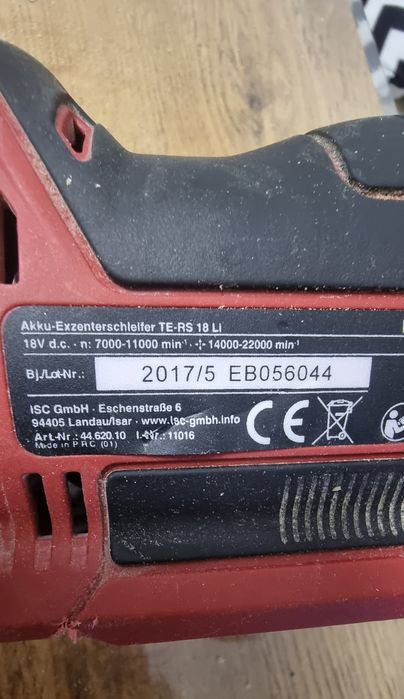 Akku-Exzenterschleifer TE-RS 18 Li
18V d.c. · n: 7000-11000 min⁻¹ · -¦- 14000-22000 min⁻¹
Bj./Lot-Nr.: 2017/5 EB056044
ISC GmbH · Eschenstraße 6
94405 Landau/Isar · www.isc-gmbh.info
Art.-Nr.: 44.620.10 I.-Nr.: 11016
Made in P R C (01)
CE